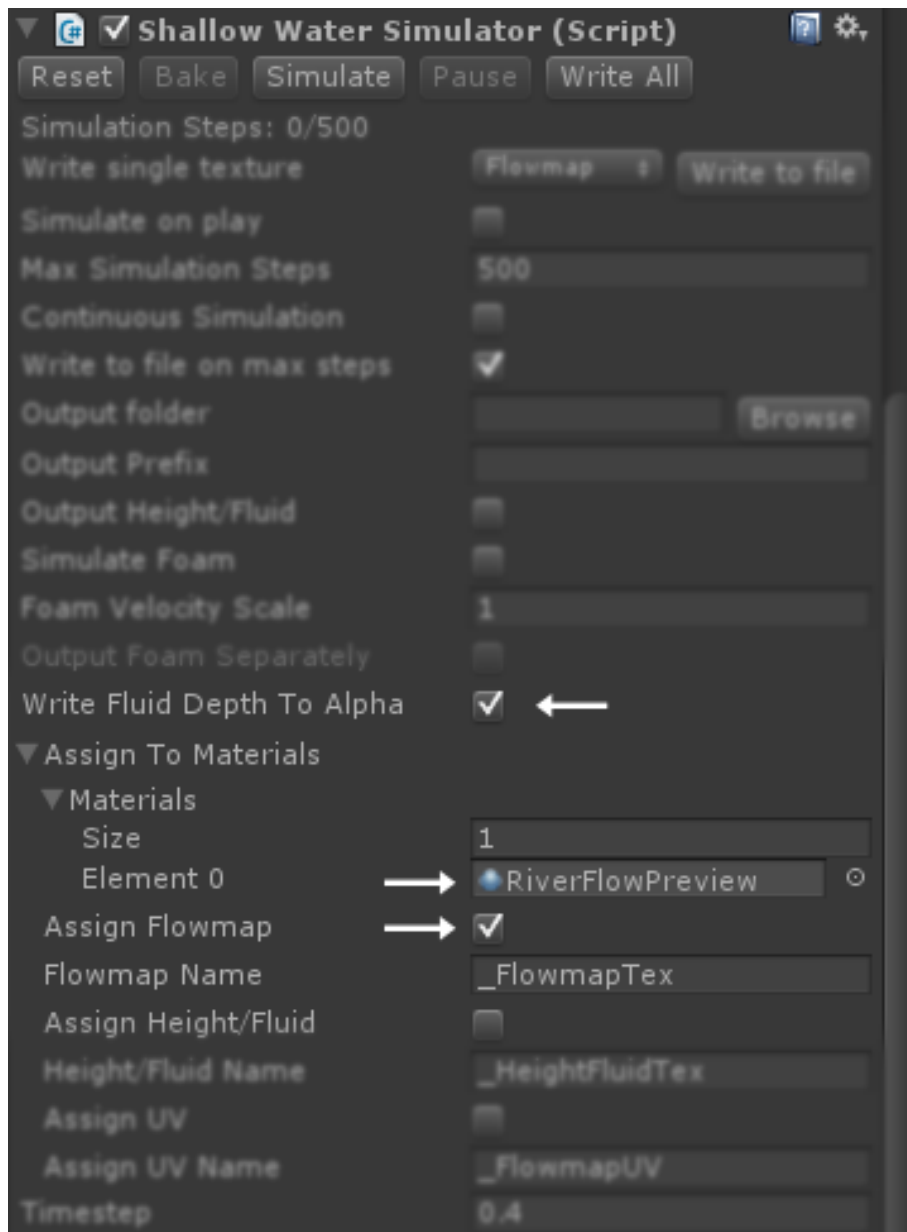 Shallow Water Simulator (Script)
Reset Bake Simulate Pause Write All
Simulation Steps: 0/500
Write single texture Flowmap Write to file
Simulate on play
Max Simulation Steps 500
Continuous Simulation
Write to file on max steps
Output folder Browse
Output Prefix
Output Height/Fluid
Simulate Foam
Foam Velocity Scale 1
Output Foam Separately
Write Fluid Depth To Alpha
Assign To Materials
Materials
Size 1
Element 0 RiverFlowPreview
Assign Flowmap
Flowmap Name _FlowmapTex
Assign Height/Fluid
Height/Fluid Name _HeightFluidTex
Assign UV
Assign UV Name _FlowmapUV
Timestep 0.4